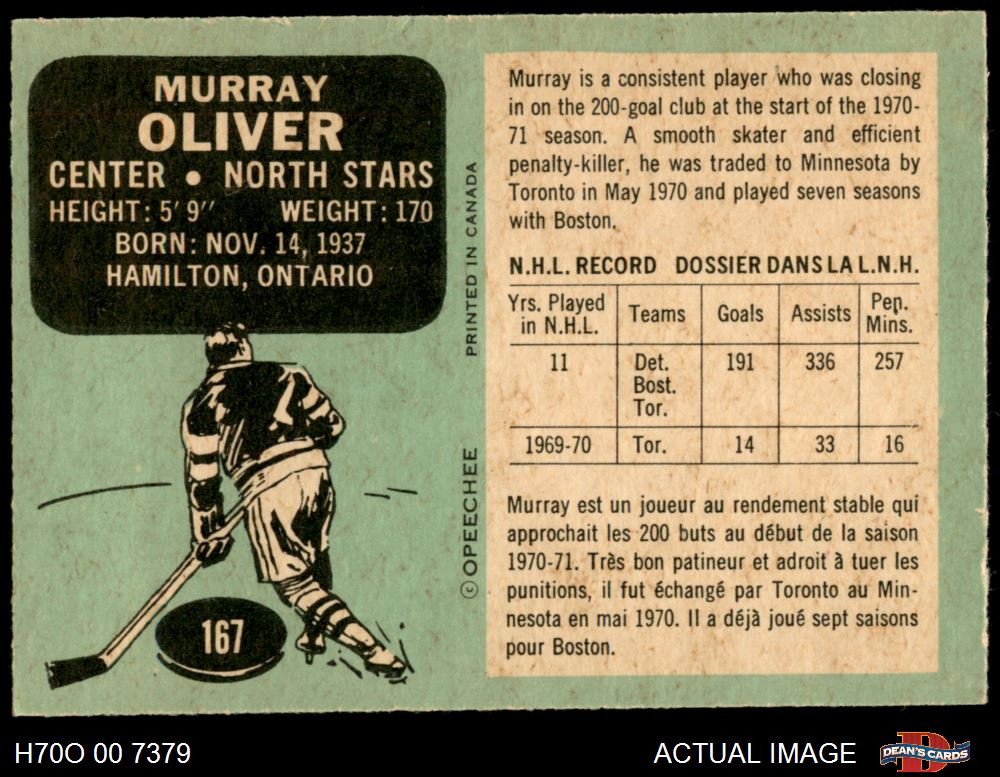 MURRAY
OLIVER
CENTER • NORTH STARS
HEIGHT: 5' 9" WEIGHT: 170
BORN: NOV. 14, 1937
HAMILTON, ONTARIO
167
© OPEECHEE PRINTED IN CANADA
Murray is a consistent player who was closing
in on the 200-goal club at the start of the 1970-
71 season. A smooth skater and efficient
penalty-killer, he was traded to Minnesota by
Toronto in May 1970 and played seven seasons
with Boston.
N.H.L. RECORD DOSSIER DANS LA L.N.H.
Yrs. Played
in N.H.L.
Teams
Goals
Assists
Pen.
Mins.
11
Det.
Bost.
Tor.
191
336
257
1969-70
Tor.
14
33
16
Murray est un joueur au rendement stable qui
approchait les 200 buts au début de la saison
1970-71. Très bon patineur et adroit à tuer les
punitions, il fut échangé par Toronto au Min-
nesota en mai 1970. Il a déjà joué sept saisons
pour Boston.
H70O 00 7379
ACTUAL IMAGE
D
DEAN'S CARDS